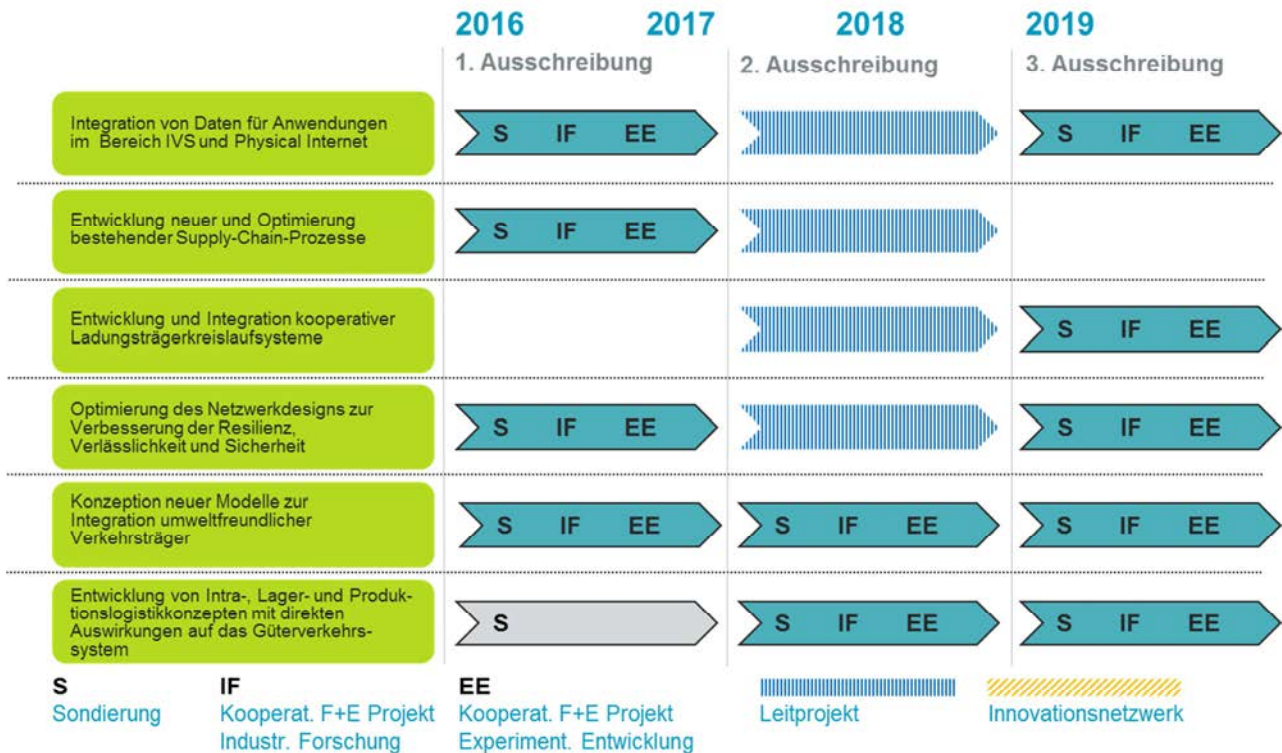 2016 2017 2018 2019
1. Ausschreibung 2. Ausschreibung 3. Ausschreibung
Integration von Daten für Anwendungen
im Bereich IVS und Physical Internet
S IF EE
S IF EE
Entwicklung neuer und Optimierung
bestehender Supply-Chain-Prozesse
S IF EE
Entwicklung und Integration kooperativer
Ladungsträgerkreislaufsysteme
S IF EE
Optimierung des Netzwerkdesigns zur
Verbesserung der Resilienz,
Verlässlichkeit und Sicherheit
S IF EE
S IF EE
Konzeption neuer Modelle zur
Integration umweltfreundlicher
Verkehrsträger
S IF EE
S IF EE
S IF EE
Entwicklung von Intra-, Lager- und Produk-
tionslogistikkonzepten mit direkten
Auswirkungen auf das Güterverkehrs-
system
S
S IF EE
S IF EE
S
Sondierung
IF
Kooperat. F+E Projekt
Industr. Forschung
EE
Kooperat. F+E Projekt
Experiment. Entwicklung
Leitprojekt
Innovationsnetzwerk